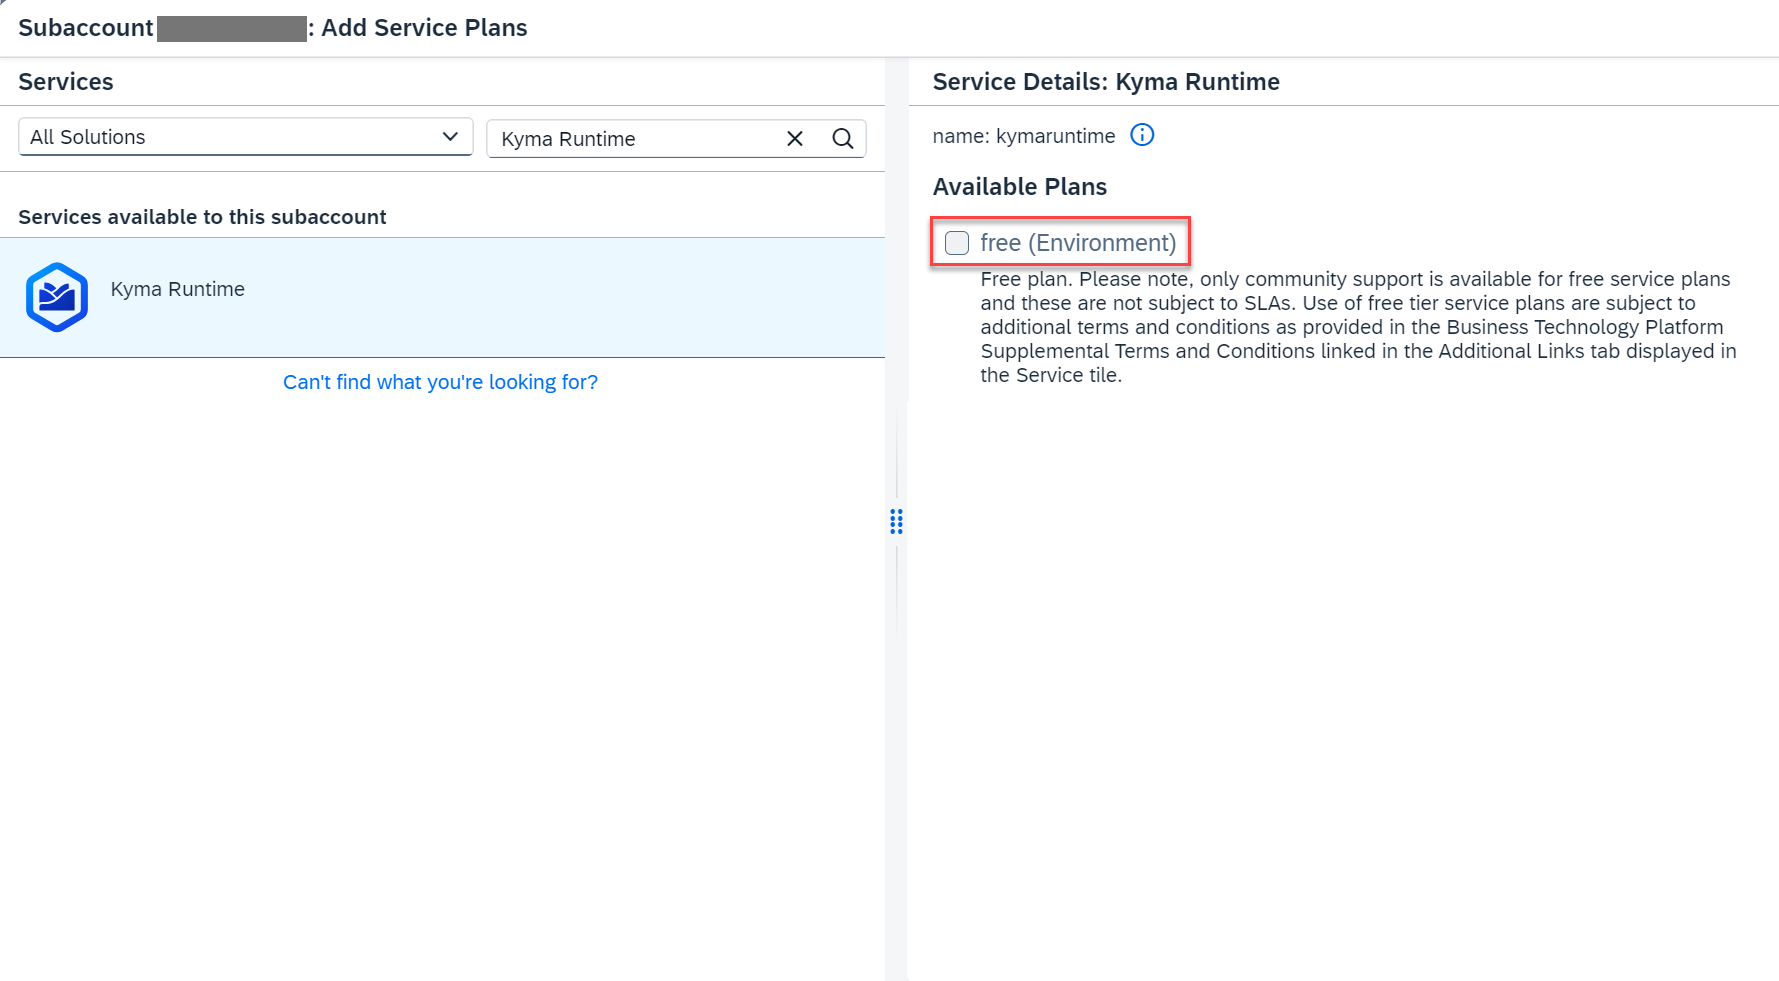 Subaccount : Add Service Plans
Services
All Solutions
Kyma Runtime
Services available to this subaccount
Kyma Runtime
Can't find what you're looking for?
Service Details: Kyma Runtime
name: kymaruntime
Available Plans
free (Environment)
Free plan. Please note, only community support is available for free service plans
and these are not subject to SLAs. Use of free tier service plans are subject to
additional terms and conditions as provided in the Business Technology Platform
Supplemental Terms and Conditions linked in the Additional Links tab displayed in
the Service tile.